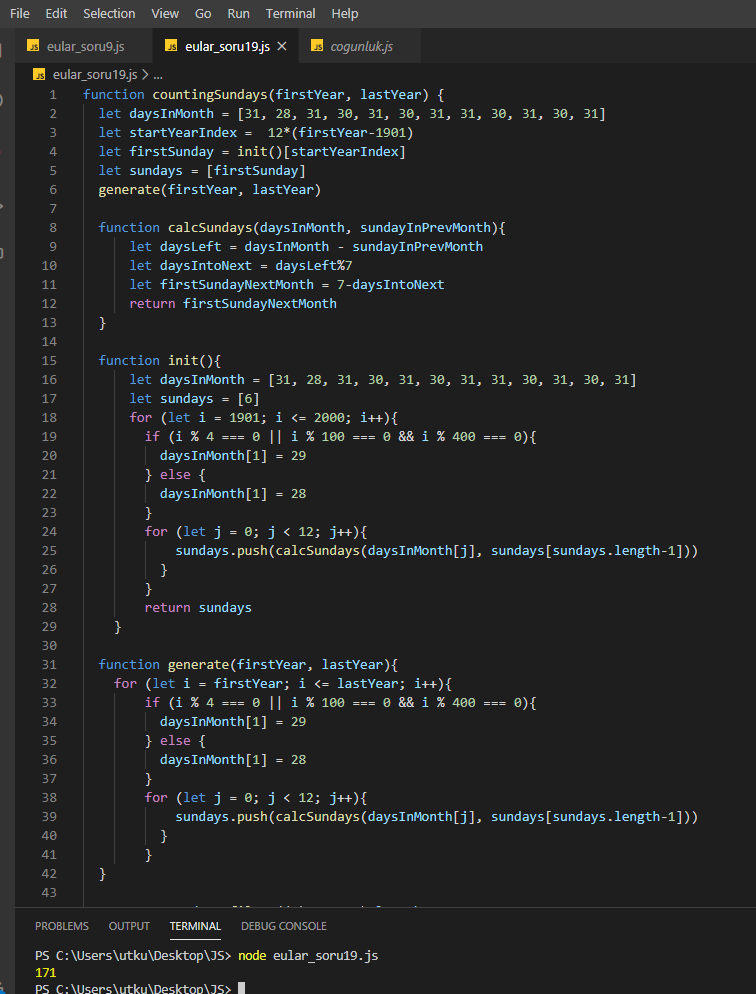 File Edit Selection View Go Run Terminal Help
JS eular_soru9.js JS eular_soru19.js × JS cogunluk.js
JS eular_soru19.js > ...
1 function countingSundays(firstYear, lastYear) {
2 let daysInMonth = [31, 28, 31, 30, 31, 30, 31, 31, 30, 31, 30, 31]
3 let startYearIndex =  12*(firstYear-1901)
4 let firstSunday = init()[startYearIndex]
5 let sundays = [firstSunday]
6 generate(firstYear, lastYear)
7
8 function calcSundays(daysInMonth, sundayInPrevMonth){
9 let daysLeft = daysInMonth - sundayInPrevMonth
10 let daysIntoNext = daysLeft%7
11 let firstSundayNextMonth = 7-daysIntoNext
12 return firstSundayNextMonth
13 }
14
15 function init(){
16 let daysInMonth = [31, 28, 31, 30, 31, 30, 31, 31, 30, 31, 30, 31]
17 let sundays = [6]
18 for (let i = 1901; i <= 2000; i++){
19 if (i % 4 === 0 || i % 100 === 0 && i % 400 === 0){
20 daysInMonth[1] = 29
21 } else {
22 daysInMonth[1] = 28
23 }
24 for (let j = 0; j < 12; j++){
25 sundays.push(calcSundays(daysInMonth[j], sundays[sundays.length-1]))
26 }
27 }
28 return sundays
29 }
30
31 function generate(firstYear, lastYear){
32 for (let i = firstYear; i <= lastYear; i++){
33 if (i % 4 === 0 || i % 100 === 0 && i % 400 === 0){
34 daysInMonth[1] = 29
35 } else {
36 daysInMonth[1] = 28
37 }
38 for (let j = 0; j < 12; j++){
39 sundays.push(calcSundays(daysInMonth[j], sundays[sundays.length-1]))
40 }
41 }
42 }
43
PROBLEMS OUTPUT TERMINAL DEBUG CONSOLE
PS C:\Users\utku\Desktop\JS> node eular_soru19.js
171
PS C:\Users\utku\Desktop\JS>